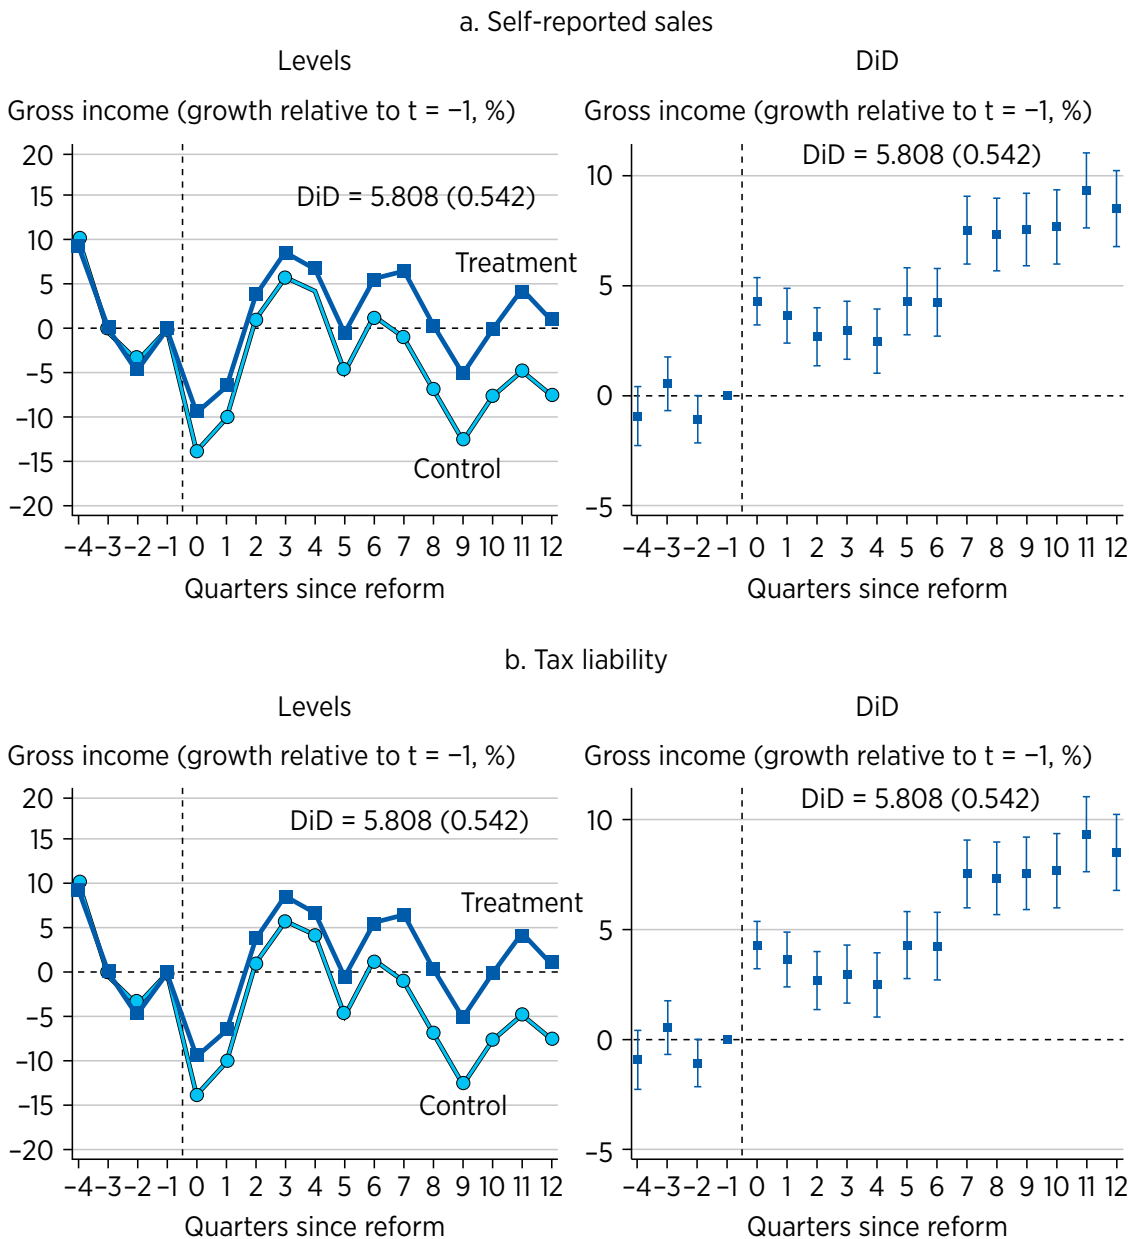 a. Self-reported sales
Levels
Gross income (growth relative to t = −1, %)
20
15
10
5
0
−5
−10
−15
−20
DiD = 5.808 (0.542)
Treatment
Control
−4 −3 −2 −1 0 1 2 3 4 5 6 7 8 9 10 11 12
Quarters since reform
DiD
Gross income (growth relative to t = −1, %)
10
5
0
−5
DiD = 5.808 (0.542)
−4 −3 −2 −1 0 1 2 3 4 5 6 7 8 9 10 11 12
Quarters since reform
b. Tax liability
Levels
Gross income (growth relative to t = −1, %)
20
15
10
5
0
−5
−10
−15
−20
DiD = 5.808 (0.542)
Treatment
Control
−4 −3 −2 −1 0 1 2 3 4 5 6 7 8 9 10 11 12
Quarters since reform
DiD
Gross income (growth relative to t = −1, %)
10
5
0
−5
DiD = 5.808 (0.542)
−4 −3 −2 −1 0 1 2 3 4 5 6 7 8 9 10 11 12
Quarters since reform